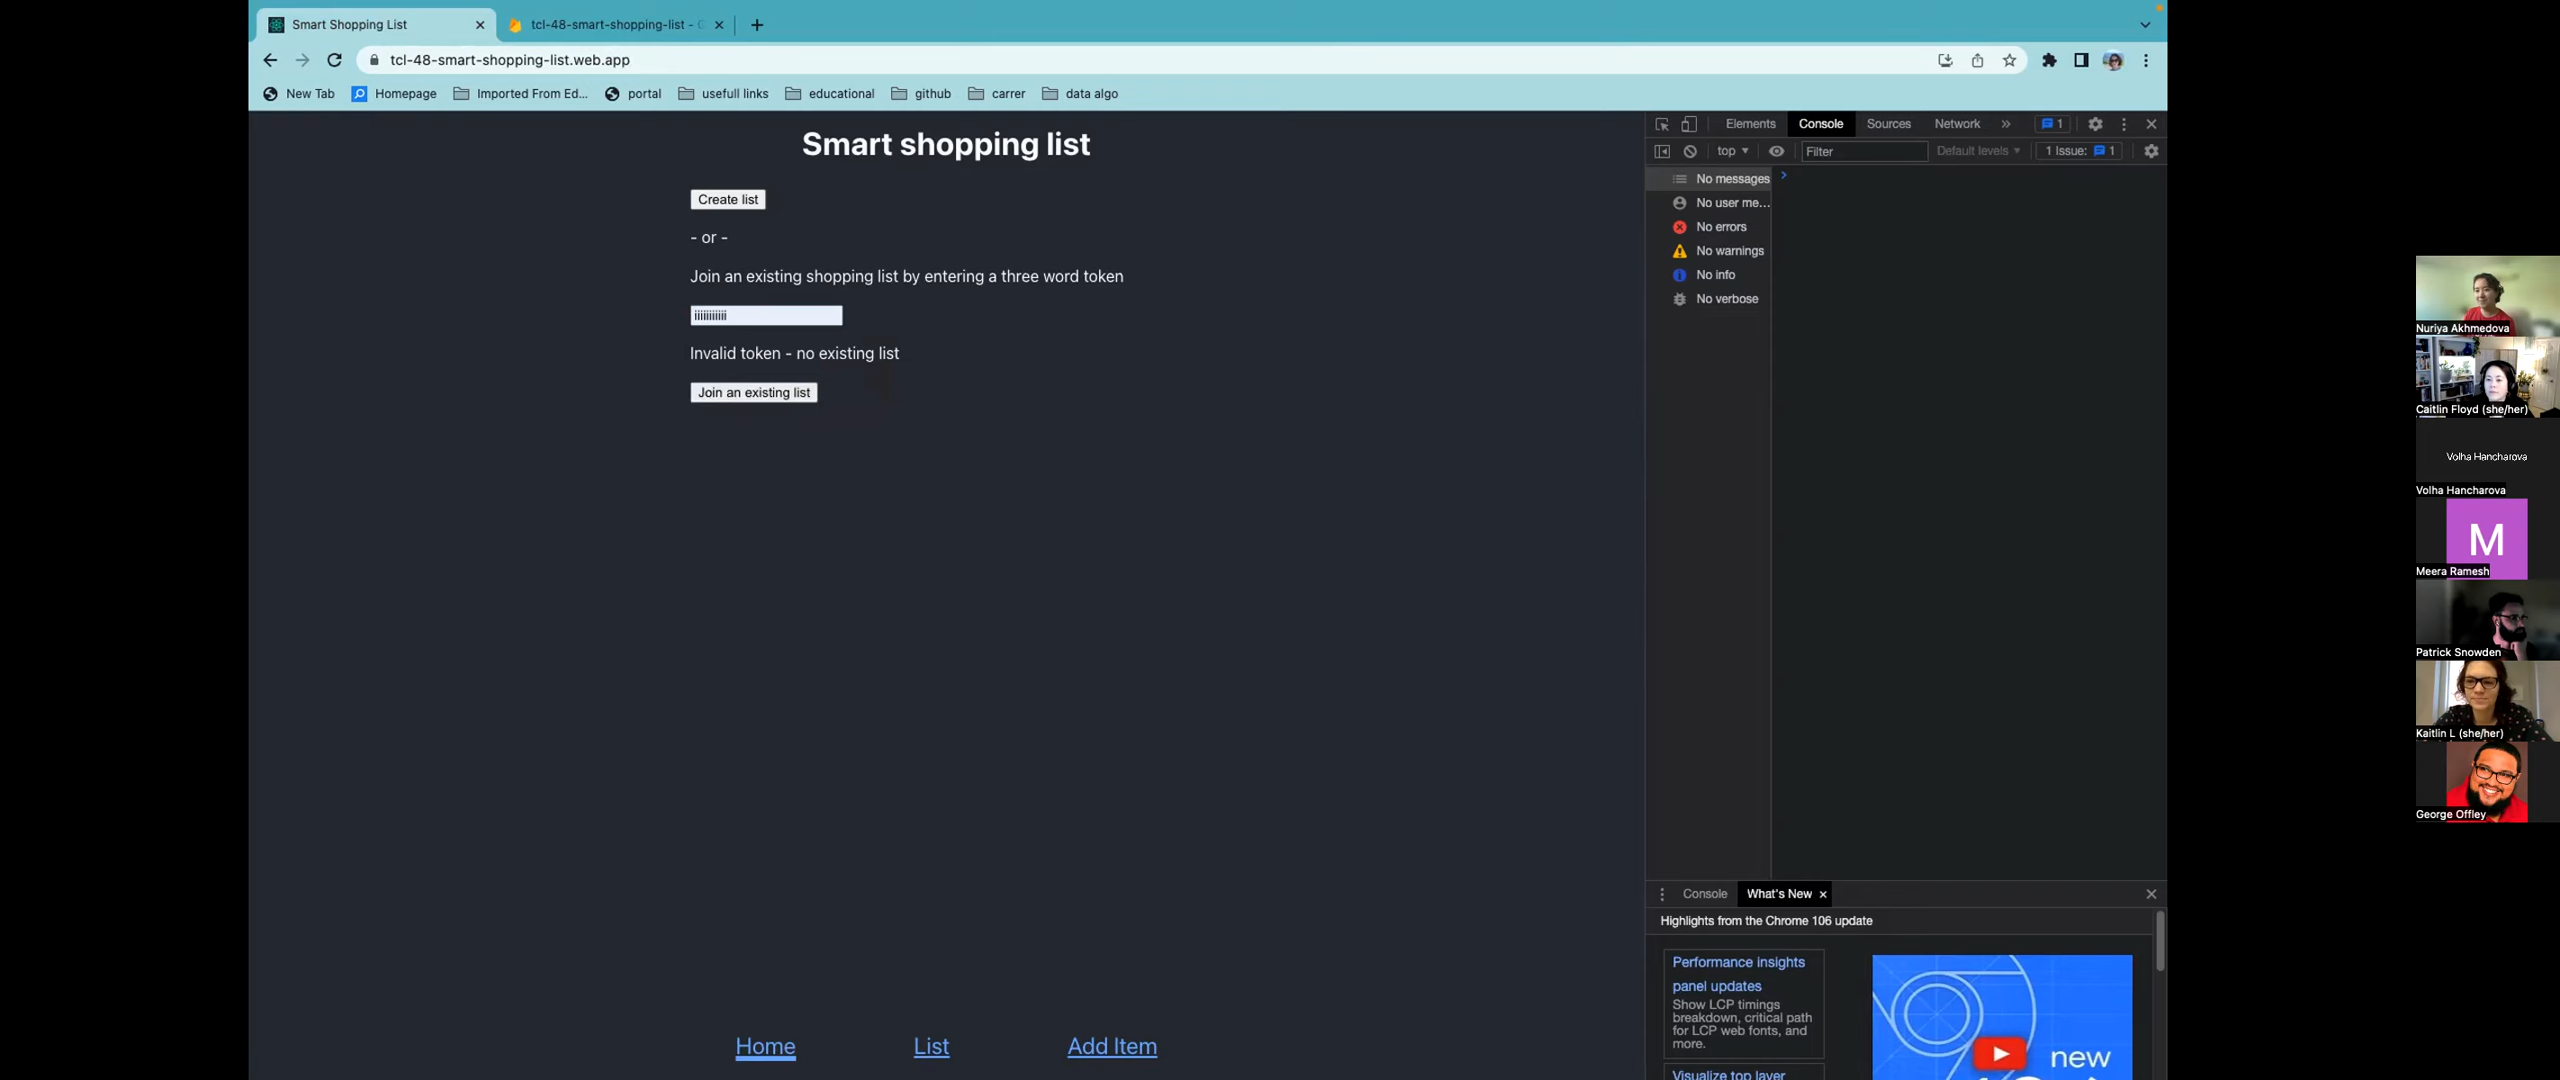 Smart Shopping List
tcl-48-smart-shopping-list -
tcl-48-smart-shopping-list.web.app
New Tab
Homepage
Imported From Ed...
portal
usefull links
educational
github
carrer
data algo
Smart shopping list
Create list
- or -
Join an existing shopping list by entering a three word token
iiiiiiiiiii
Invalid token - no existing list
Join an existing list
Home
List
Add Item
Elements
Console
Sources
Network
1
top
Filter
Default levels
1 Issue: 1
No messages
No user me...
No errors
No warnings
No info
No verbose
Console
What's New
Highlights from the Chrome 106 update
Performance insights
panel updates
Show LCP timings
breakdown, critical path
for LCP web fonts, and
more.
Visualize top layer
new
Nuriya Akhmedova
Caitlin Floyd (she/her)
Volha Hancharova
Volha Hancharova
M
Meera Ramesh
Patrick Snowden
Kaitlin L (she/her)
George Offley